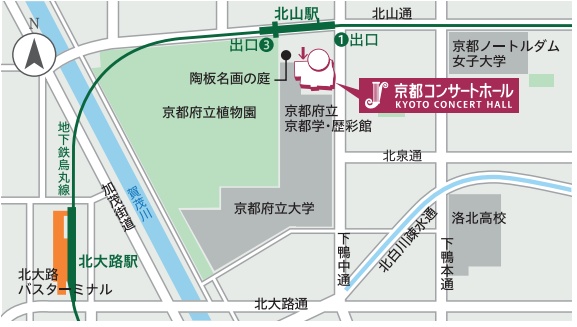 N
北山駅
北山通
出口❸
❶出口
陶板名画の庭
京都ノートルダム
女子大学
京都コンサートホール
KYOTO CONCERT HALL
京都府立植物園
京都府立
京都学・歴彩館
地下鉄烏丸線
加茂街道
賀茂川
北泉通
京都府立大学
洛北高校
北白川疎水通
下鴨中通
下鴨本通
北大路駅
北大路
バスターミナル
北大路通